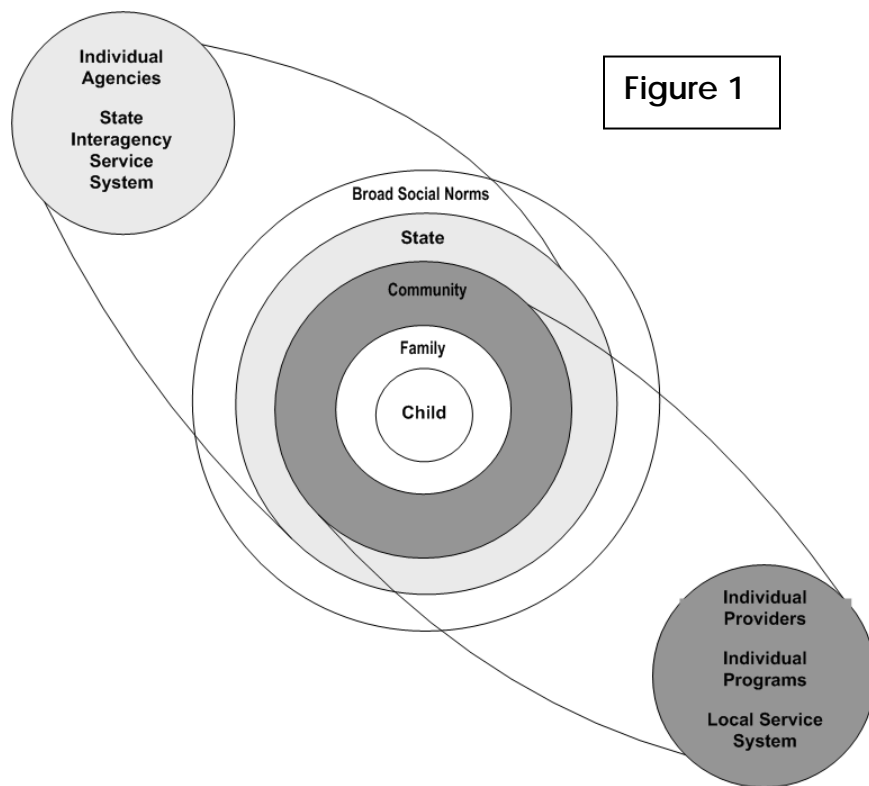 Individual
Agencies
State
Interagency
Service
System
Figure 1
Broad Social Norms
State
Community
Family
Child
Individual
Providers
Individual
Programs
Local Service
System